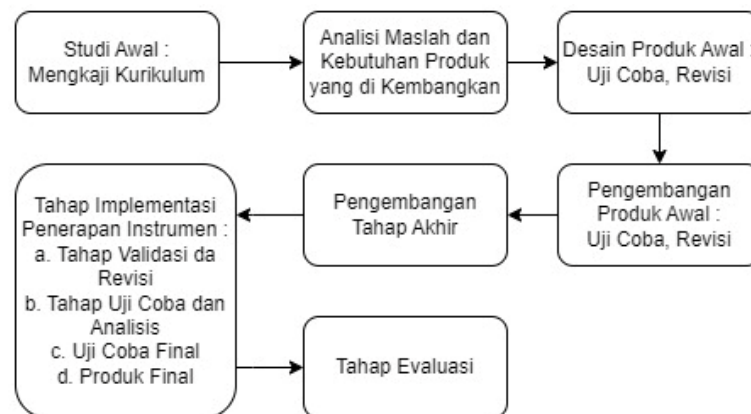 Studi Awal :
Mengkaji Kurikulum
Analisi Maslah dan
Kebutuhan Produk
yang di Kembangkan
Desain Produk Awal :
Uji Coba, Revisi
Pengembangan
Produk Awal :
Uji Coba, Revisi
Pengembangan
Tahap Akhir
Tahap Implementasi
Penerapan Instrumen :
a. Tahap Validasi da
Revisi
b. Tahap Uji Coba dan
Analisis
c. Uji Coba Final
d. Produk Final
Tahap Evaluasi